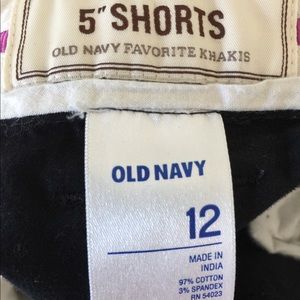 5" SHORTS
OLD NAVY FAVORITE KHAKIS
OLD NAVY
12
MADE IN
INDIA
97% COTTON
3% SPANDEX
RN 54023